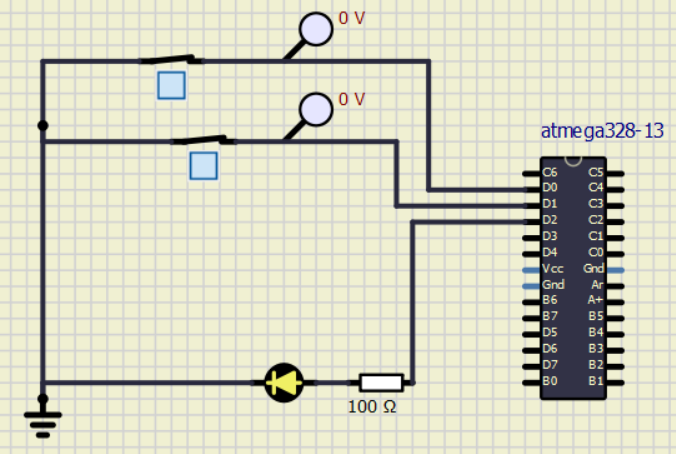 0 V
0 V
atmega328-13
C6 C5
D0 C4
D1 C3
D2 C2
D3 C1
D4 C0
Vcc Gnd
Gnd Ar
B6 A+
B7 B5
D5 B4
D6 B3
D7 B2
B0 B1
100 Ω